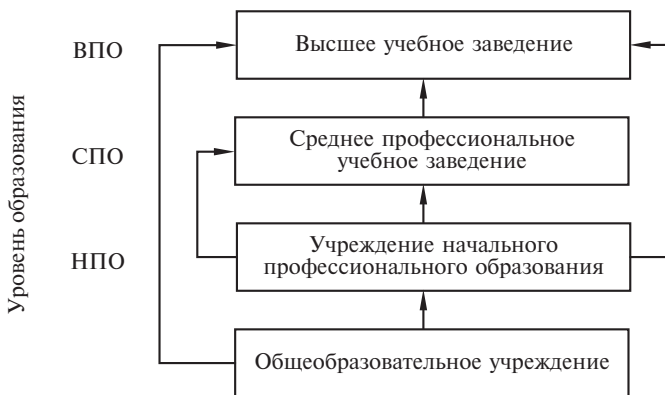 Уровень образования
ВПО
Высшее учебное заведение
СПО
Среднее профессиональное
учебное заведение
НПО
Учреждение начального
профессионального образования
Общеобразовательное учреждение